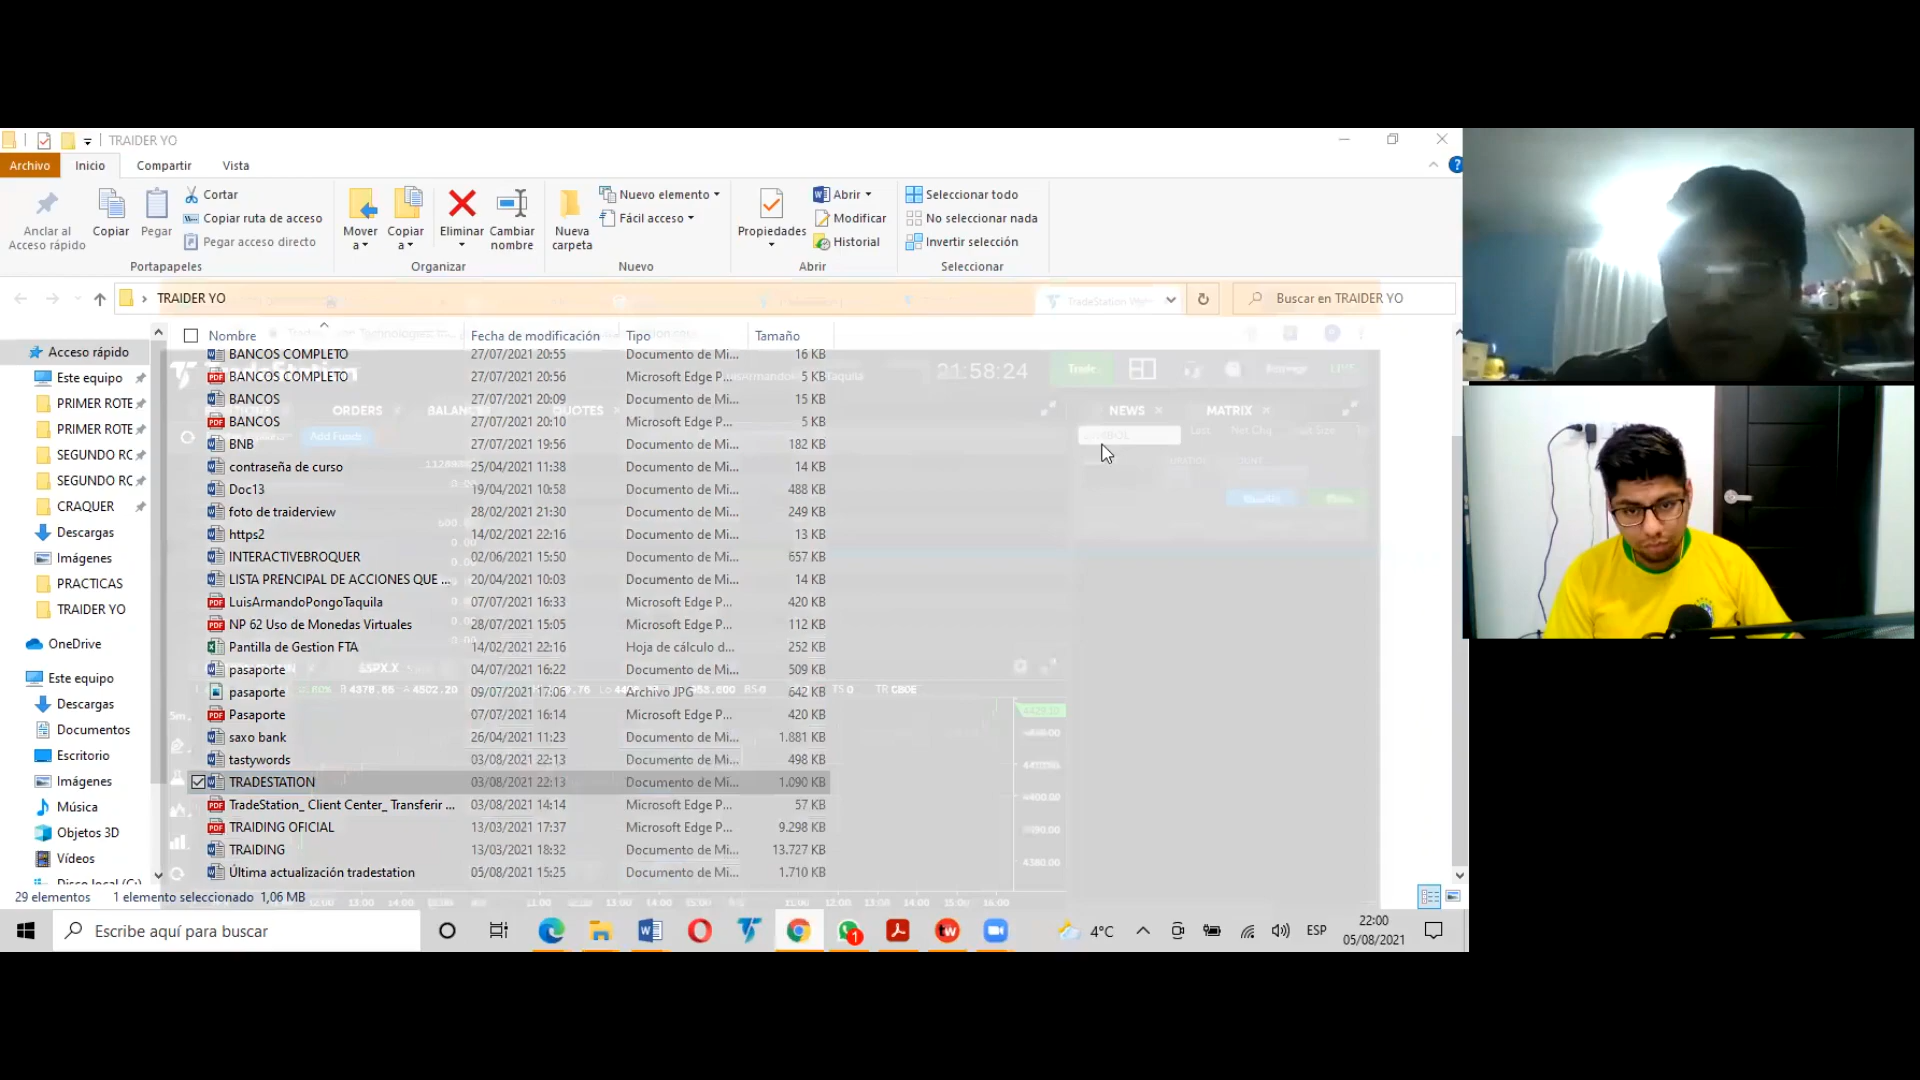 TRAIDER YO
Archivo Inicio Compartir Vista
Anclar al Acceso rápido
Copiar
Pegar
Cortar
Copiar ruta de acceso
Pegar acceso directo
Mover a
Copiar a
Eliminar
Cambiar nombre
Nueva carpeta
Nuevo elemento
Fácil acceso
Propiedades
Abrir
Modificar
Historial
Seleccionar todo
No seleccionar nada
Invertir selección
Portapapeles Organizar Nuevo Abrir Seleccionar
TRAIDER YO
TradeStation
Buscar en TRAIDER YO
Nombre Fecha de modificación Tipo Tamaño
Acceso rápido
Este equipo
PRIMER ROTE
PRIMER ROTE
SEGUNDO RC
SEGUNDO RC
CRAQUER
Descargas
Imágenes
PRACTICAS
TRAIDER YO
OneDrive
Este equipo
Descargas
Documentos
Escritorio
Imágenes
Música
Objetos 3D
Vídeos
BANCOS COMPLETO 27/07/2021 20:55 Documento de Mi... 16 KB
BANCOS COMPLETO 27/07/2021 20:56 Microsoft Edge P... 5 KB
BANCOS 27/07/2021 20:09 Documento de Mi... 15 KB
BANCOS 27/07/2021 20:10 Microsoft Edge P... 5 KB
BNB 27/07/2021 19:56 Documento de Mi... 182 KB
contraseña de curso 25/04/2021 11:38 Documento de Mi... 14 KB
Doc13 19/04/2021 10:58 Documento de Mi... 488 KB
foto de traiderview 28/02/2021 21:30 Documento de Mi... 249 KB
https2 14/02/2021 22:16 Documento de Mi... 13 KB
INTERACTIVEBROQUER 02/06/2021 15:50 Documento de Mi... 657 KB
LISTA PRENCIPAL DE ACCIONES QUE ... 20/04/2021 10:03 Documento de Mi... 14 KB
LuisArmandoPongoTaquila 07/07/2021 16:33 Microsoft Edge P... 420 KB
NP 62 Uso de Monedas Virtuales 28/07/2021 15:05 Microsoft Edge P... 112 KB
Pantilla de Gestion FTA 14/02/2021 22:16 Hoja de cálculo d... 252 KB
pasaporte 04/07/2021 16:22 Documento de Mi... 509 KB
pasaporte 09/07/2021 17:06 Archivo JPG 642 KB
Pasaporte 07/07/2021 16:14 Microsoft Edge P... 420 KB
saxo bank 26/04/2021 11:23 Documento de Mi... 1.881 KB
tastywords 03/08/2021 22:13 Documento de Mi... 498 KB
TRADESTATION 03/08/2021 22:13 Documento de Mi... 1.090 KB
TradeStation_ Client Center_ Transferir ... 03/08/2021 14:14 Microsoft Edge P... 57 KB
TRAIDING OFICIAL 13/03/2021 17:37 Microsoft Edge P... 9.298 KB
TRAIDING 13/03/2021 18:32 Documento de Mi... 13.727 KB
Última actualización tradestation 05/08/2021 15:25 Documento de Mi... 1.710 KB
21:58:24
Trade
ORDERS QUOTES NEWS MATRIX
Add Funds
$SPX.X
29 elementos 1 elemento seleccionado 1,06 MB
Escribe aquí para buscar
1
tw
4°C
ESP
22:00
05/08/2021